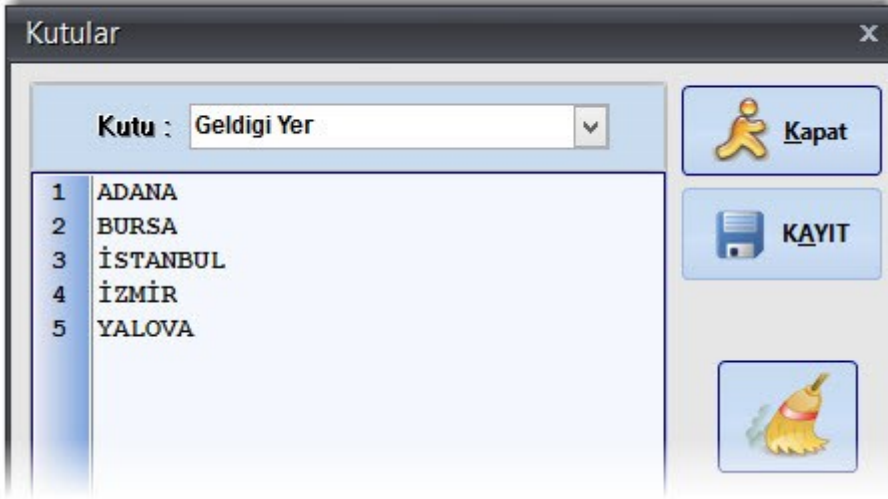 Kutular x
Kutu : Geldigi Yer
Kapat
KAYIT
1 ADANA
2 BURSA
3 İSTANBUL
4 İZMİR
5 YALOVA